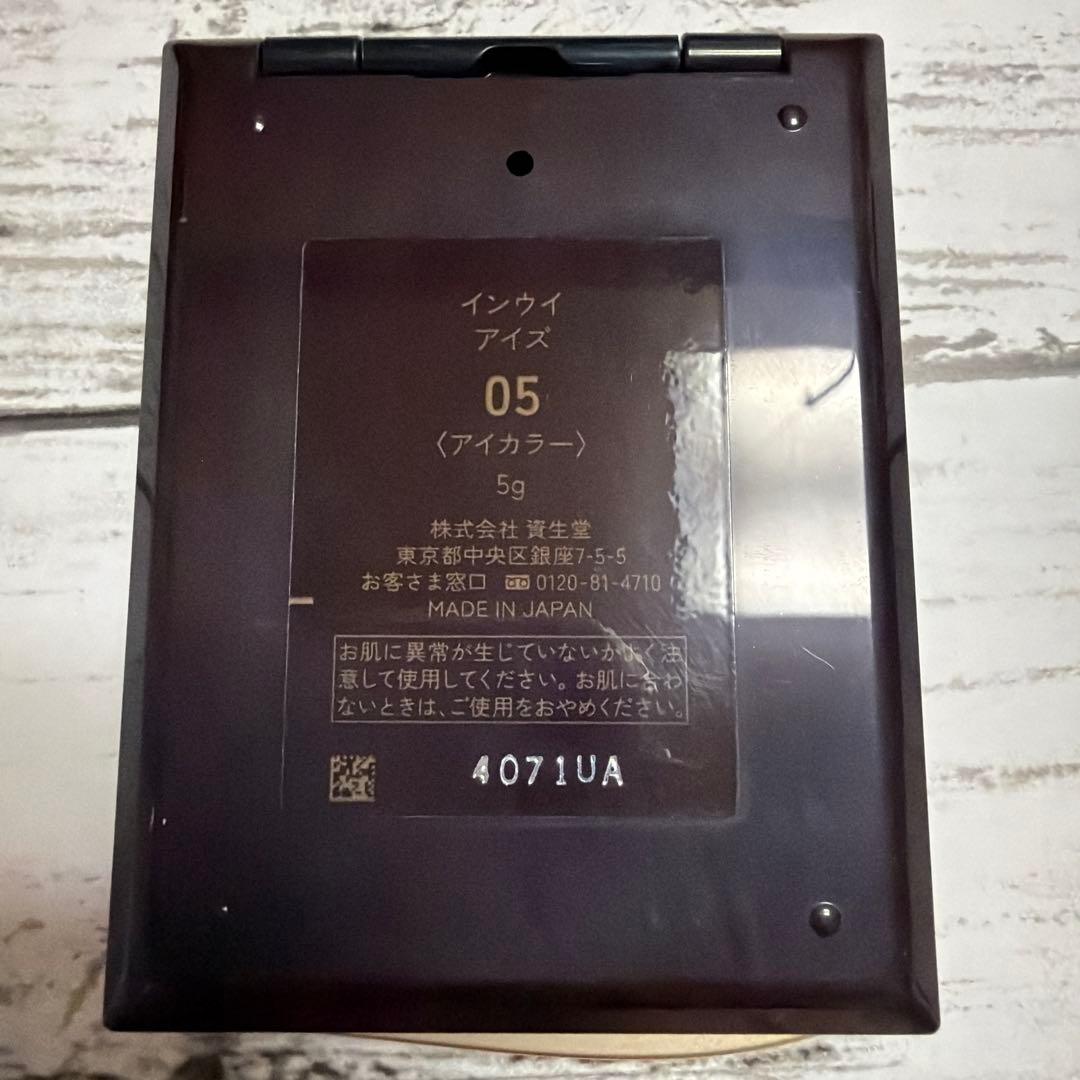 インウイ
アイズ
05
〈アイカラー〉
5g
株式会社 資生堂
東京都中央区銀座7-5-5
お客さま窓口 0120-81-4710
MADE IN JAPAN
お肌に異常が生じていないかよく注
意して使用してください。お肌に合わ
ないときは、ご使用をおやめください。
4071UA